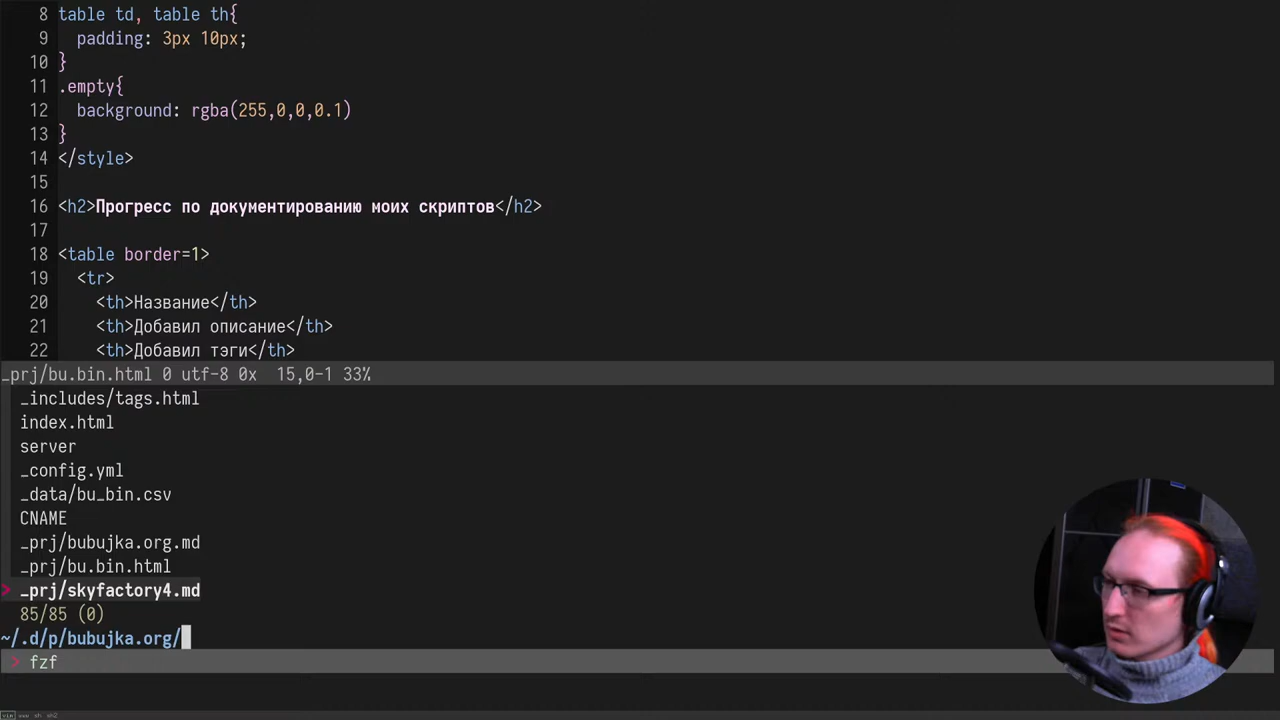 8 table td, table th{
9 padding: 3px 10px;
10 }
11 .empty{
12 background: rgba(255,0,0,0.1)
13 }
14 </style>
15
16 <h2>Прогресс по документированию моих скриптов</h2>
17
18 <table border=1>
19 <tr>
20 <th>Название</th>
21 <th>Добавил описание</th>
22 <th>Добавил тэги</th>
_prj/bu.bin.html 0 utf-8 0x 15,0-1 33%
_includes/tags.html
index.html
server
_config.yml
_data/bu_bin.csv
CNAME
_prj/bubujka.org.md
_prj/bu.bin.html
> _prj/skyfactory4.md
85/85 (0)
~/.d/p/bubujka.org/
> fzf